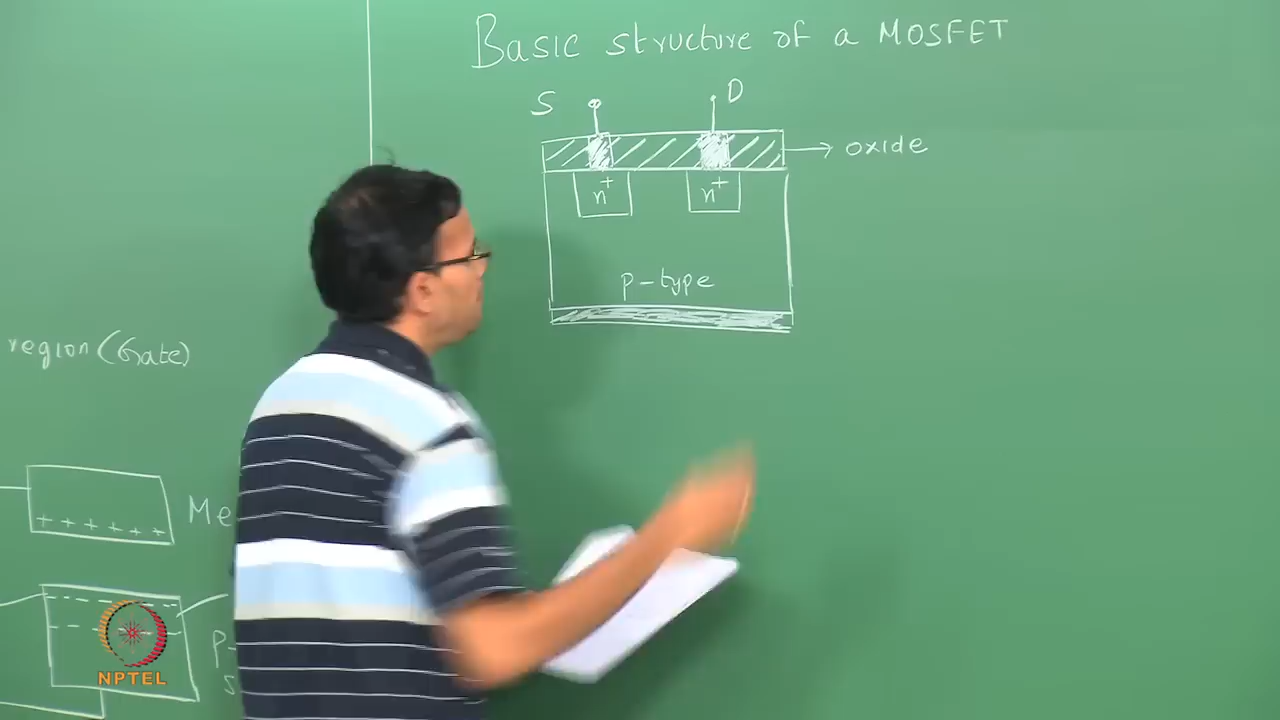 Basic structure of a MOSFET
S
D
oxide
n+
n+
p-type
region (Gate)
+ + + + + +
Me
P-
S
NPTEL